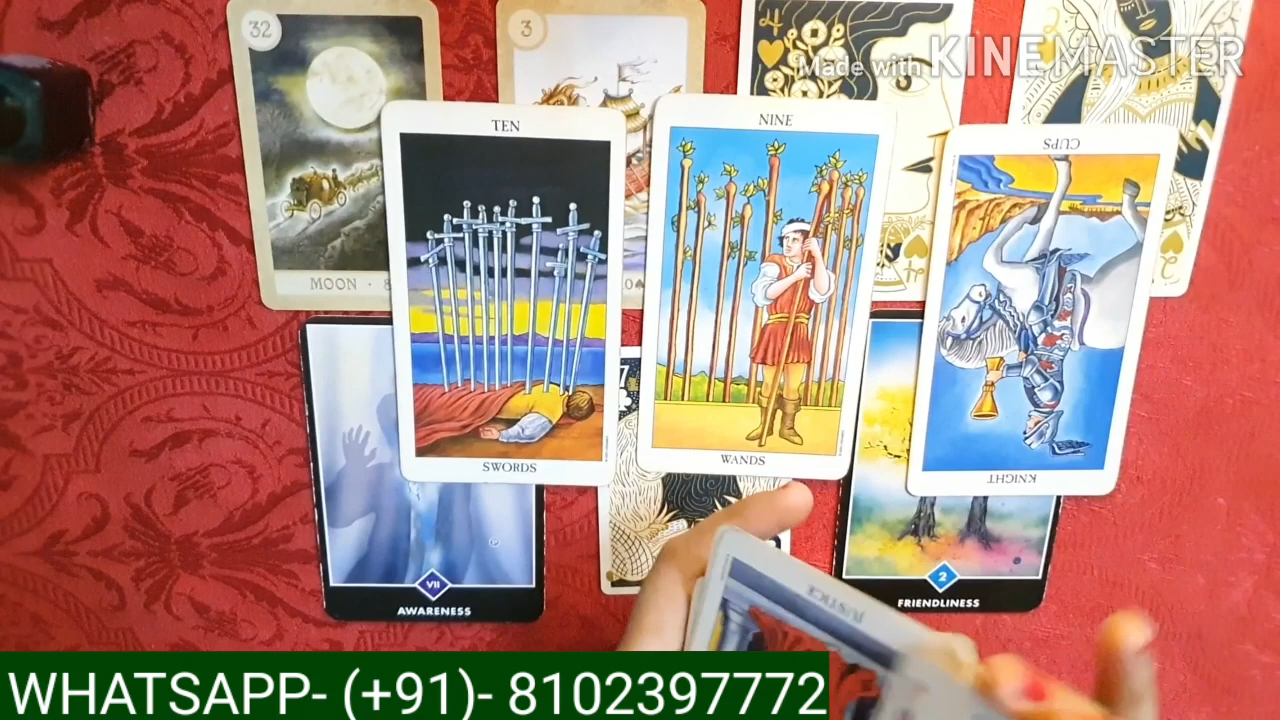 32
3
Made with KINEMASTER
TEN
NINE
CUPS
MOON
SWORDS
WANDS
KNIGHT
7
VII
AWARENESS
2
FRIENDLINESS
JUSTICE
WHATSAPP- (+91)- 8102397772